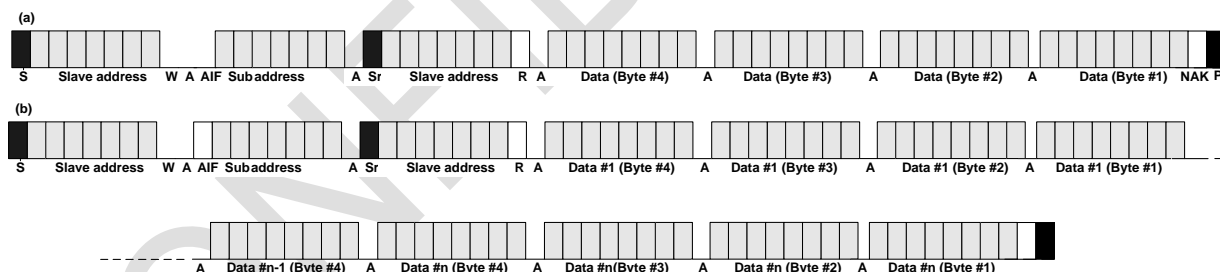 (a)
S Slave address W A AIF Subaddress A Sr Slave address R A Data (Byte #4) A Data (Byte #3) A Data (Byte #2) A Data (Byte #1) NAK P
(b)
S Slave address W A AIF Subaddress A Sr Slave address R A Data #1 (Byte #4) A Data #1 (Byte #3) A Data #1 (Byte #2) A Data #1 (Byte #1)
A Data #n-1 (Byte #4) A Data #n (Byte #4) A Data #n(Byte #3) A Data #n (Byte #2) A Data #n (Byte #1)